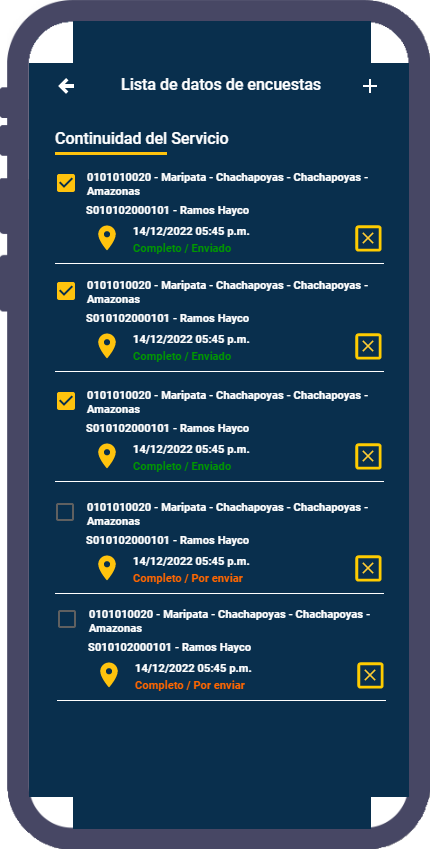 Lista de datos de encuestas
Continuidad del Servicio
0101010020 - Maripata - Chachapoyas - Chachapoyas -
Amazonas
S010102000101 - Ramos Hayco
14/12/2022 05:45 p.m.
Completo / Enviado
0101010020 - Maripata - Chachapoyas - Chachapoyas -
Amazonas
S010102000101 - Ramos Hayco
14/12/2022 05:45 p.m.
Completo / Enviado
0101010020 - Maripata - Chachapoyas - Chachapoyas -
Amazonas
S010102000101 - Ramos Hayco
14/12/2022 05:45 p.m.
Completo / Enviado
0101010020 - Maripata - Chachapoyas - Chachapoyas -
Amazonas
S010102000101 - Ramos Hayco
14/12/2022 05:45 p.m.
Completo / Por enviar
0101010020 - Maripata - Chachapoyas - Chachapoyas -
Amazonas
S010102000101 - Ramos Hayco
14/12/2022 05:45 p.m.
Completo / Por enviar